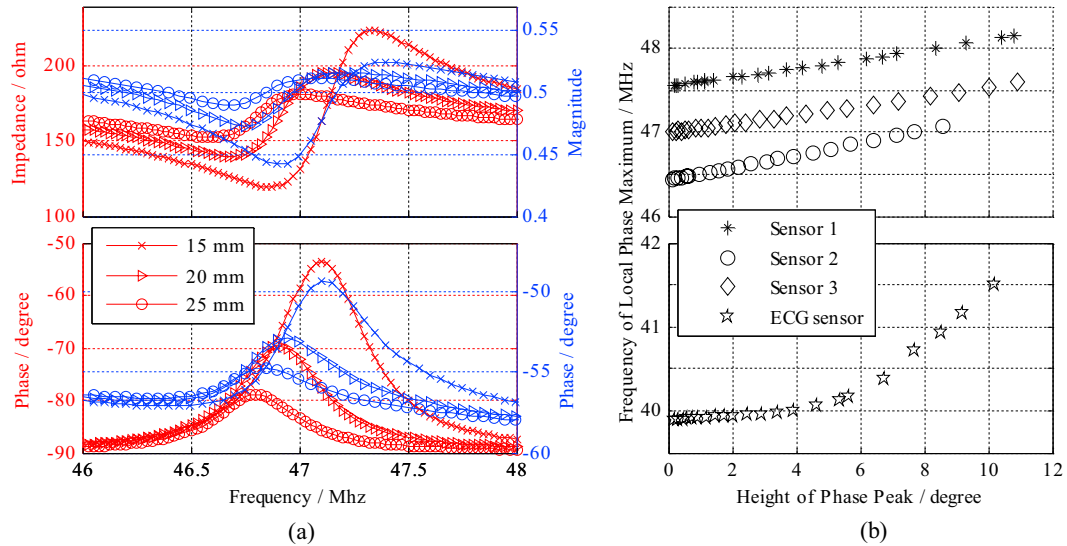 Impedance / ohm
200
150
100
0.55
0.5
0.45
0.4
Magnitude
Phase / degree
-50
-60
-70
-80
-90
15 mm
20 mm
25 mm
-50
-55
-60
Phase / degree
46
46.5
47
47.5
48
Frequency / Mhz
(a)
Frequency of Local Phase Maximum / MHz
48
47
46
Sensor 1
Sensor 2
Sensor 3
ECG sensor
42
41
40
0
2
4
6
8
10
12
Height of Phase Peak / degree
(b)